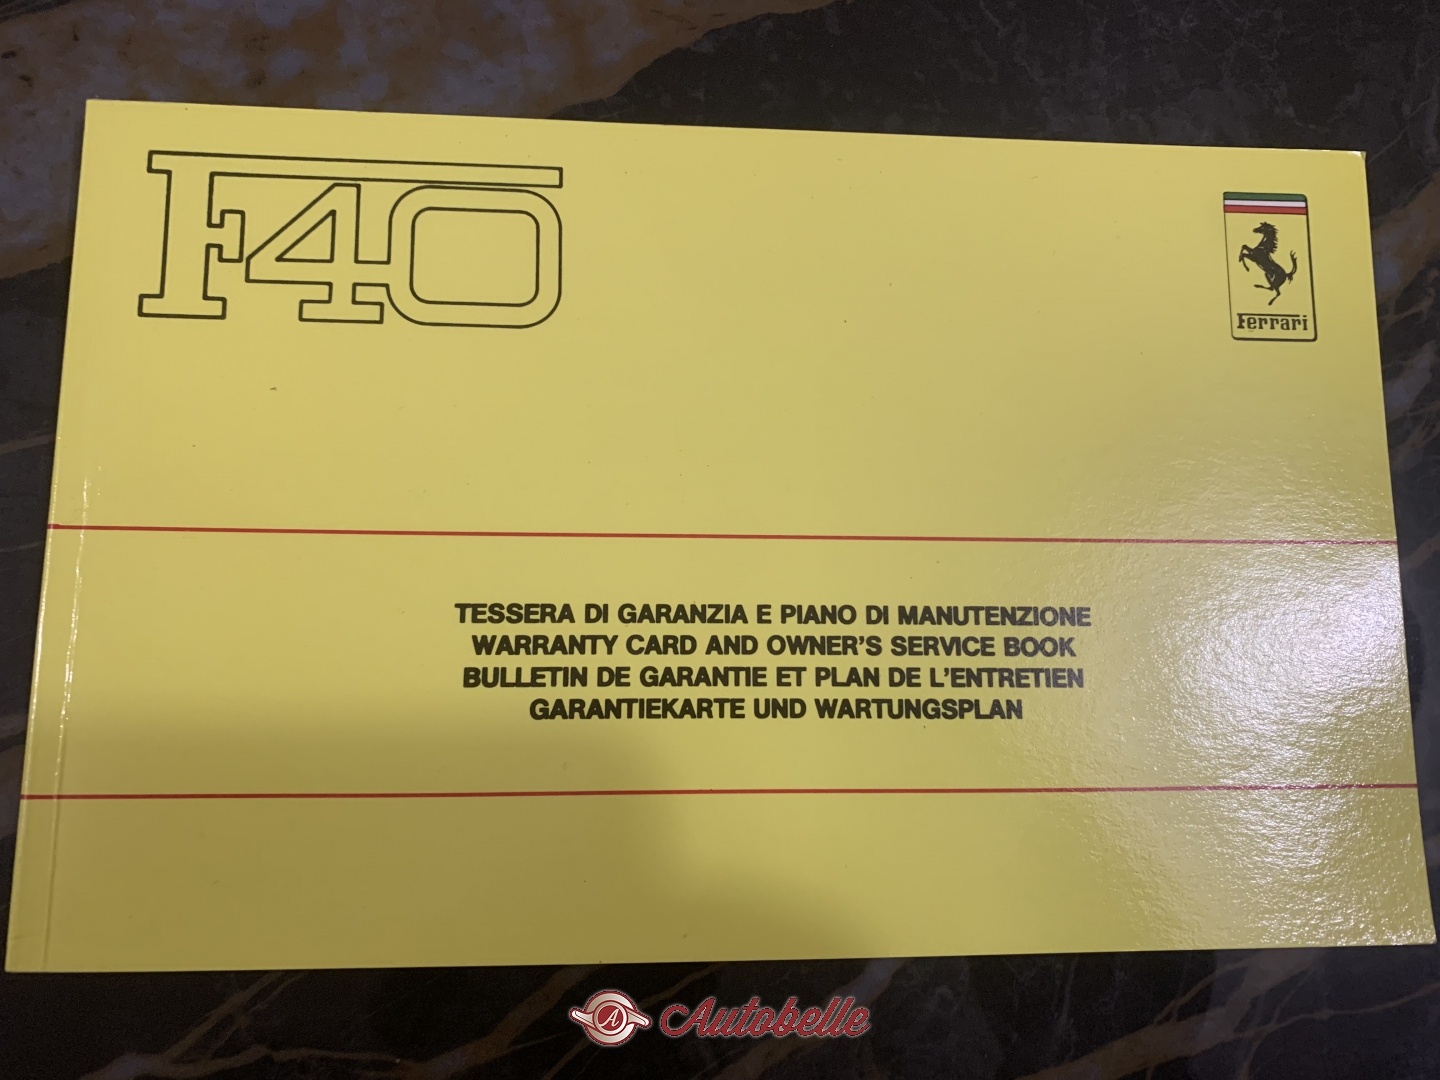 F40
Ferrari
TESSERA DI GARANZIA E PIANO DI MANUTENZIONE
WARRANTY CARD AND OWNER'S SERVICE BOOK
BULLETIN DE GARANTIE ET PLAN DE L'ENTRETIEN
GARANTIEKARTE UND WARTUNGSPLAN
A Autobelle